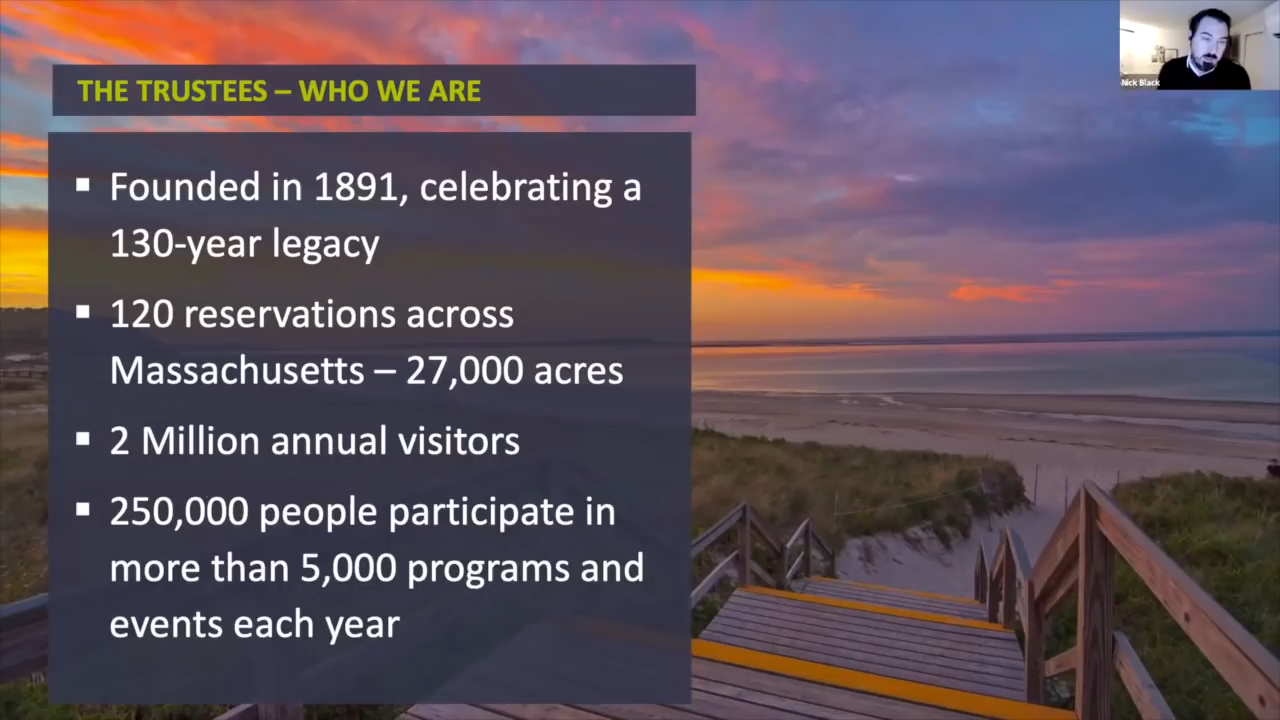 THE TRUSTEES – WHO WE ARE
▪ Founded in 1891, celebrating a
130-year legacy
▪ 120 reservations across
Massachusetts – 27,000 acres
▪ 2 Million annual visitors
▪ 250,000 people participate in
more than 5,000 programs and
events each year
Nick Black